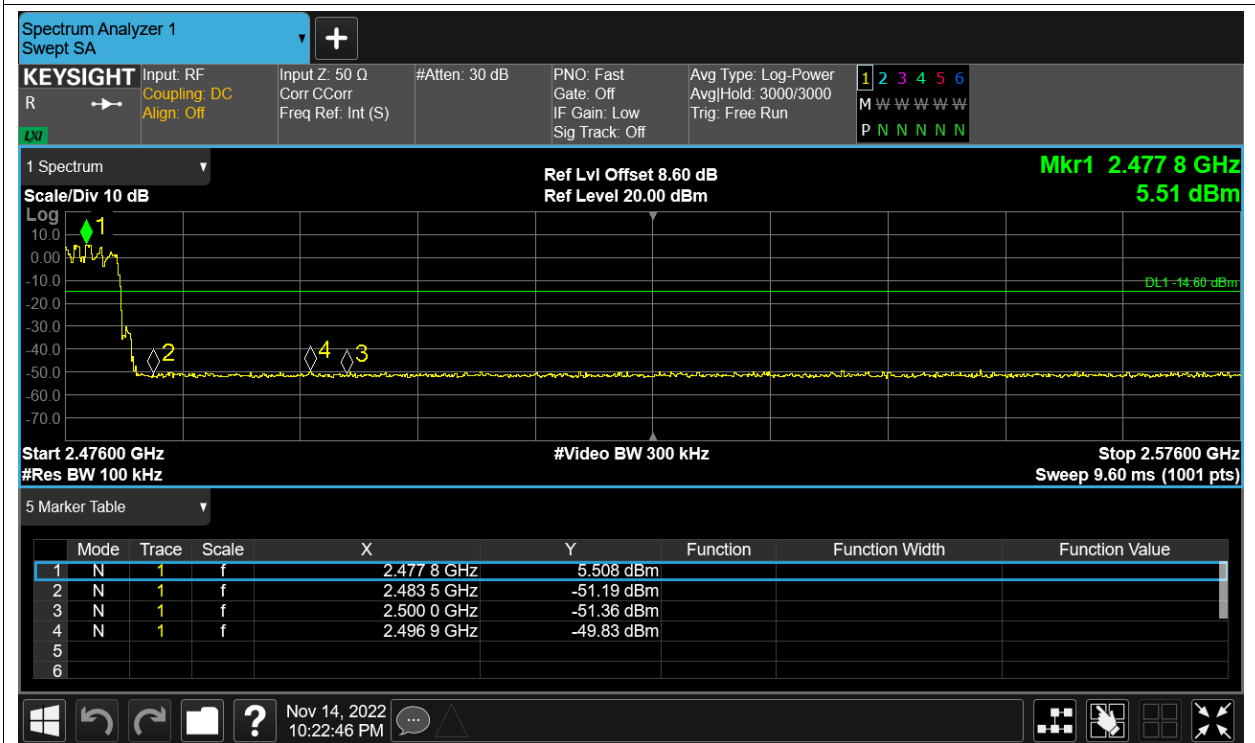 Spectrum Analyzer 1
Swept SA
KEYSIGHT Input: RF Input Z: 50 Ω #Atten: 30 dB PNO: Fast Avg Type: Log-Power 1 2 3 4 5 6
R Coupling: DC Corr CCorr Gate: Off Avg|Hold: 3000/3000 M W W W W W
Align: Off Freq Ref: Int (S) IF Gain: Low Trig: Free Run
LXI Sig Track: Off P N N N N N
1 Spectrum Ref Lvl Offset 8.60 dB Mkr1 2.477 8 GHz
Scale/Div 10 dB Ref Level 20.00 dBm 5.51 dBm
Log
1
10.0
0.00
-10.0
DL1 -14.60 dBm
-20.0
-30.0
-40.0
2 4 3
-50.0
-60.0
-70.0
Start 2.47600 GHz #Video BW 300 kHz Stop 2.57600 GHz
#Res BW 100 kHz Sweep 9.60 ms (1001 pts)
5 Marker Table
Mode Trace Scale X Y Function Function Width Function Value
1 N 1 f 2.477 8 GHz 5.508 dBm
2 N 1 f 2.483 5 GHz -51.19 dBm
3 N 1 f 2.500 0 GHz -51.36 dBm
4 N 1 f 2.496 9 GHz -49.83 dBm
5
6
? Nov 14, 2022
10:22:46 PM